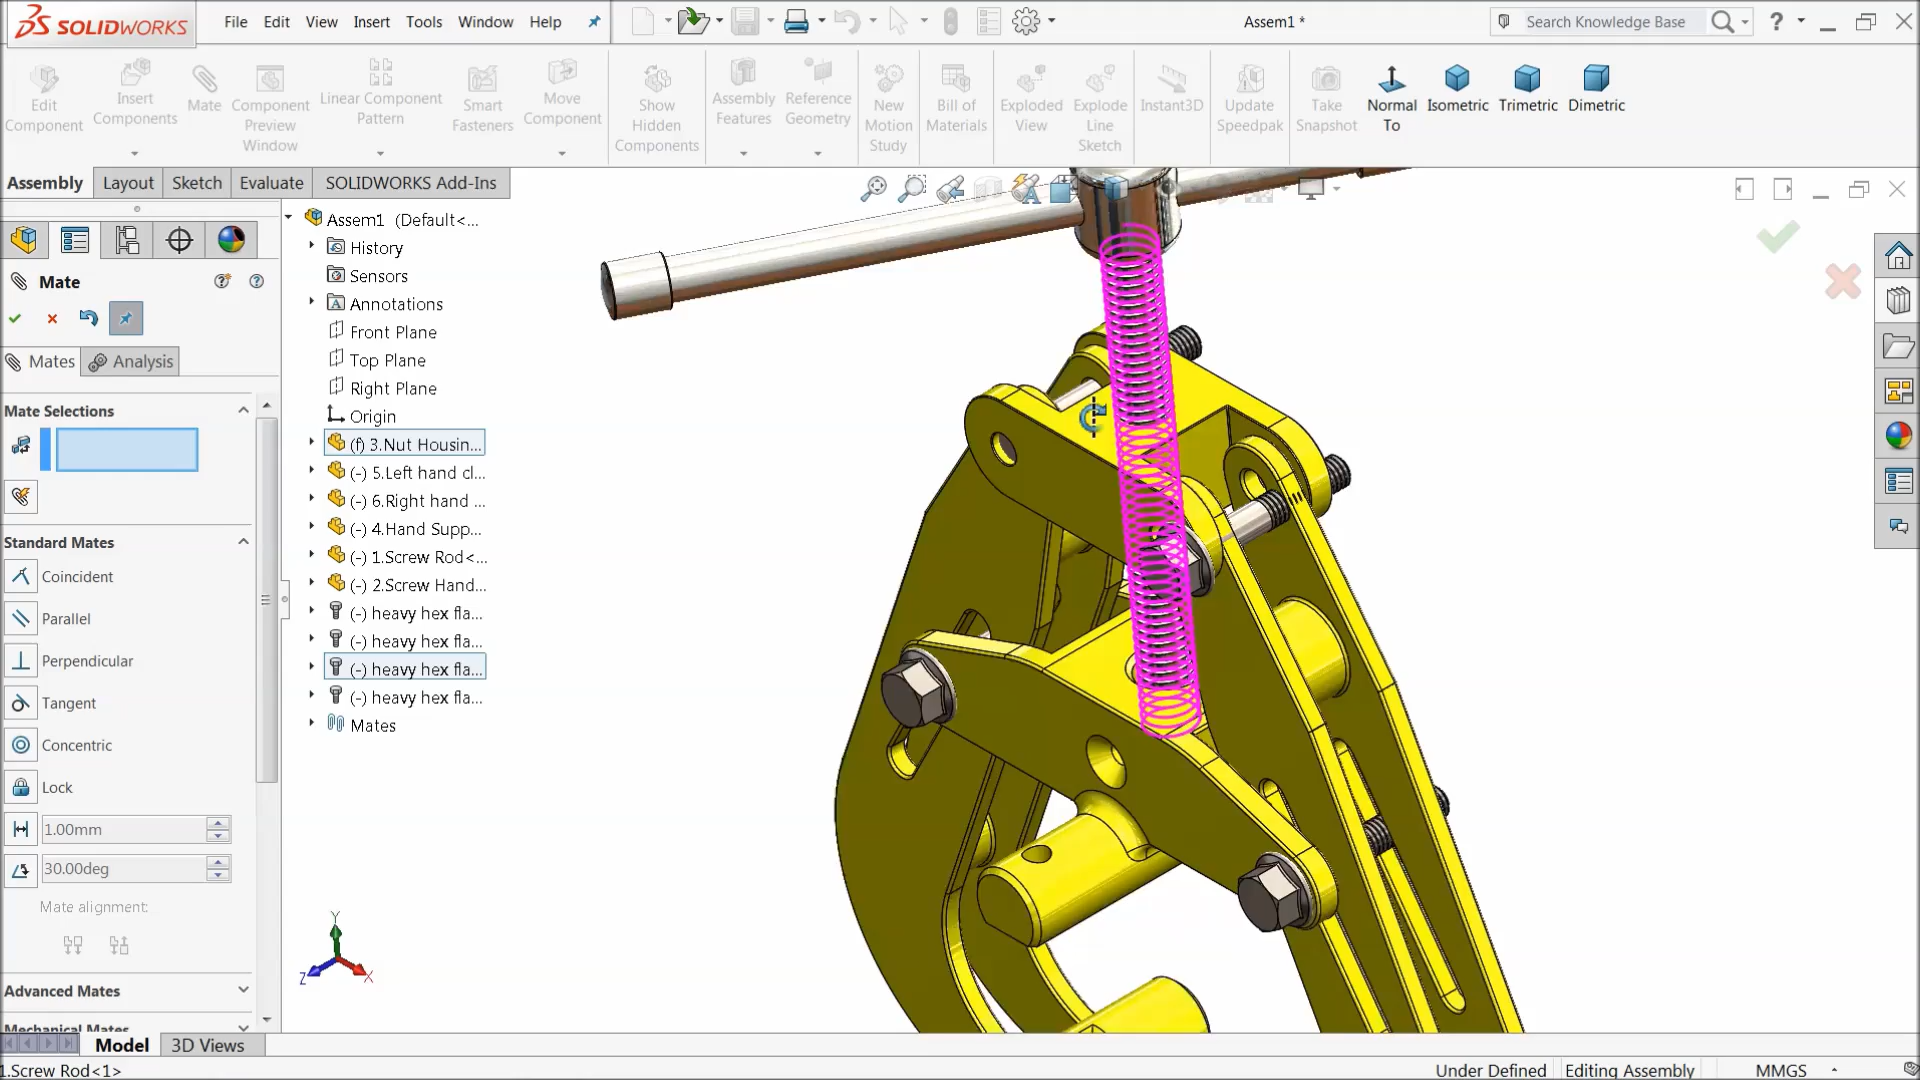 SOLIDWORKS
File Edit View Insert Tools Window Help
Assem1 *
Search Knowledge Base
?
Edit Component
Insert Components
Mate
Component Preview Window
Linear Component Pattern
Smart Fasteners
Move Component
Show Hidden Components
Assembly Features
Reference Geometry
New Motion Study
Bill of Materials
Exploded View
Explode Line Sketch
Instant3D
Update Speedpak
Take Snapshot
Normal To
Isometric
Trimetric
Dimetric
Assembly Layout Sketch Evaluate SOLIDWORKS Add-Ins
Mate
Mates Analysis
Mate Selections
Standard Mates
Coincident
Parallel
Perpendicular
Tangent
Concentric
Lock
1.00mm
30.00deg
Mate alignment:
Advanced Mates
Mechanical Mates
Assem1 (Default<...
History
Sensors
Annotations
Front Plane
Top Plane
Right Plane
Origin
(f) 3.Nut Housin...
(-) 5.Left hand cl...
(-) 6.Right hand ...
(-) 4.Hand Supp...
(-) 1.Screw Rod<...
(-) 2.Screw Hand...
(-) heavy hex fla...
(-) heavy hex fla...
(-) heavy hex fla...
(-) heavy hex fla...
Mates
Y
Z
X
Model 3D Views
1.Screw Rod<1>
Under Defined Editing Assembly MMGS